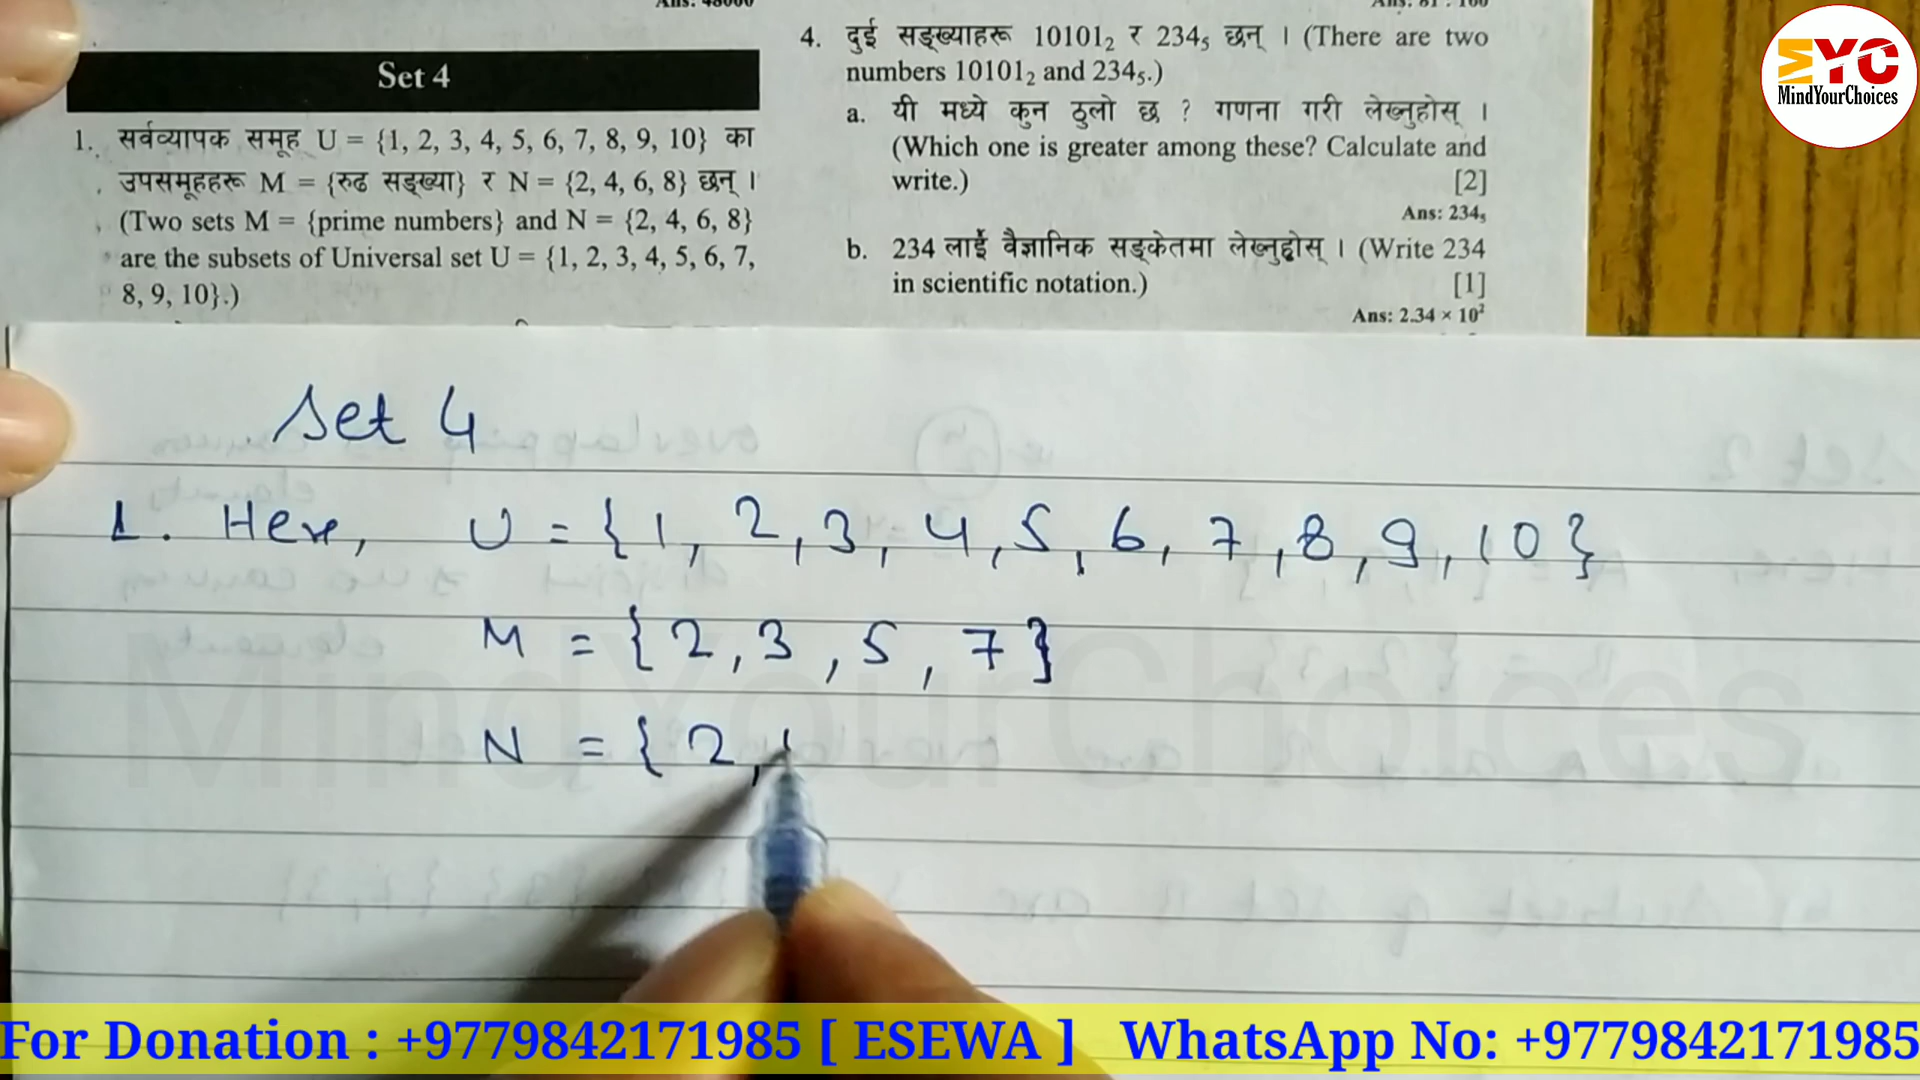 Set 4
1. सर्वव्यापक समूह U = {1, 2, 3, 4, 5, 6, 7, 8, 9, 10} का
उपसमूहहरू M = {रुढ सङ्ख्या} र N = {2, 4, 6, 8} छन् ।
(Two sets M = {prime numbers} and N = {2, 4, 6, 8}
are the subsets of Universal set U = {1, 2, 3, 4, 5, 6, 7,
8, 9, 10}.)
4. दुई सङ्ख्याहरू 10101₂ र 234₅ छन् । (There are two
numbers 10101₂ and 234₅.)
a. यी मध्ये कुन ठुलो छ ? गणना गरी लेख्नुहोस् ।
(Which one is greater among these? Calculate and
write.) [2]
Ans: 234₅
b. 234 लाई वैज्ञानिक सङ्केतमा लेख्नुहोस् । (Write 234
in scientific notation.) [1]
Ans: 2.34 × 10²
MYC
MindYourChoices
Set 4
1. Here, U = {1, 2, 3, 4, 5, 6, 7, 8, 9, 10}
M = {2, 3, 5, 7}
N = {2,
MindYourChoices
For Donation : +9779842171985 [ ESEWA ] WhatsApp No: +9779842171985